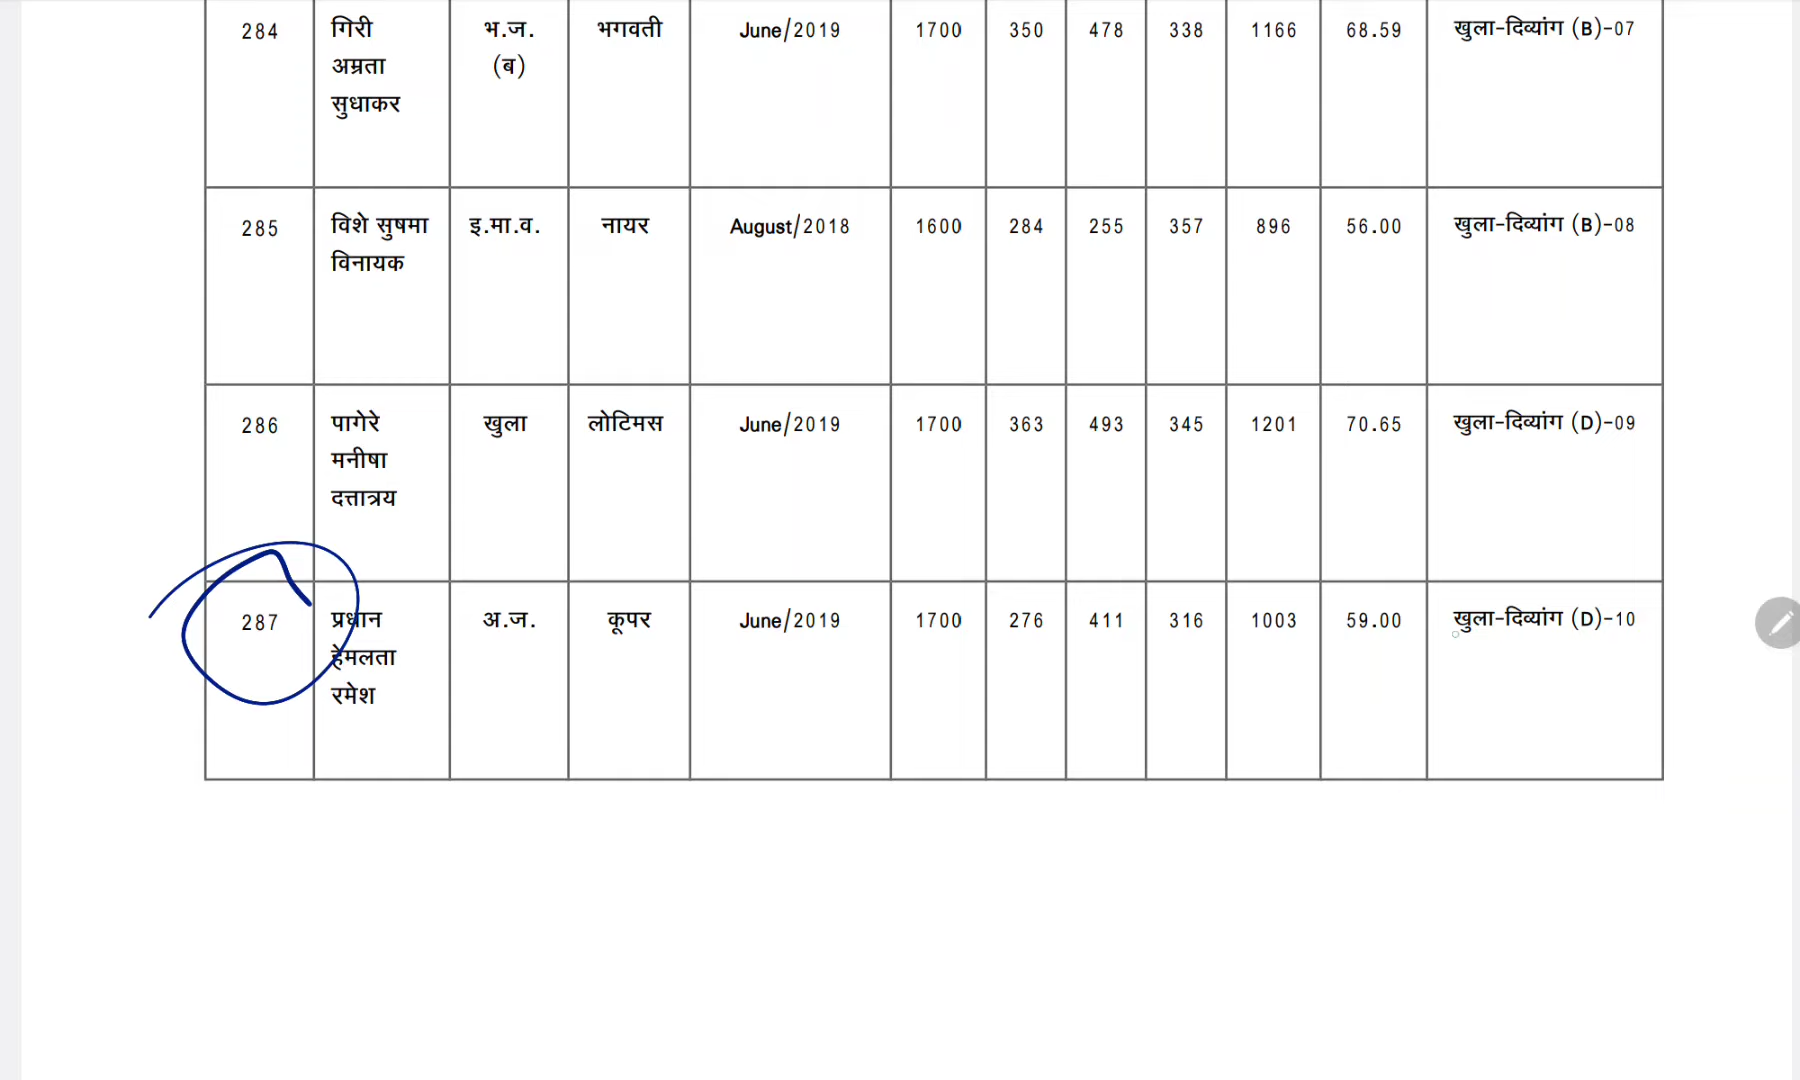 284 गिरी भ.ज. भगवती June/2019 1700 350 478 338 1166 68.59 खुला-दिव्यांग (B)-07
अम्रता (ब)
सुधाकर
285 विशे सुषमा इ.मा.व. नायर August/2018 1600 284 255 357 896 56.00 खुला-दिव्यांग (B)-08
विनायक
286 पागेरे खुला लोटिमस June/2019 1700 363 493 345 1201 70.65 खुला-दिव्यांग (D)-09
मनीषा
दत्तात्रय
287 प्रधान अ.ज. कूपर June/2019 1700 276 411 316 1003 59.00 खुला-दिव्यांग (D)-10
हेमलता
रमेश